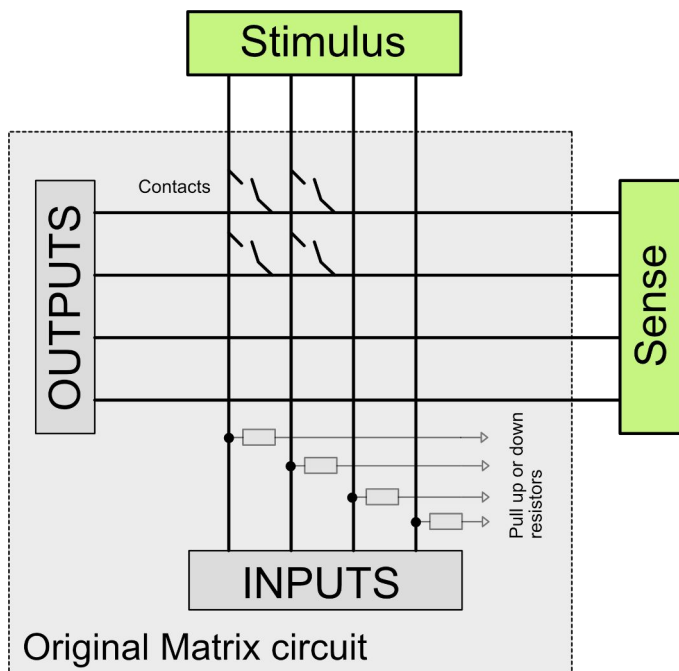 Stimulus
Contacts
OUTPUTS
Sense
Pull up or down
resistors
INPUTS
Original Matrix circuit